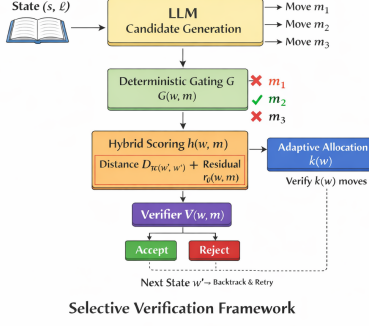 State (s, ℓ)
LLM
Candidate Generation
Move m₁
Move m₂
Move m₃
Deterministic Gating G
G(w, m)
m₁
m₂
m₃
Hybrid Scoring h(w, m)
Distance D𝓌(w', w') + Residual
r₀(w, m)
Adaptive Allocation
k(w)
Verify k(w) moves
Verifier V(w, m)
Accept
Reject
Next State w' → Backtrack & Retry
Selective Verification Framework